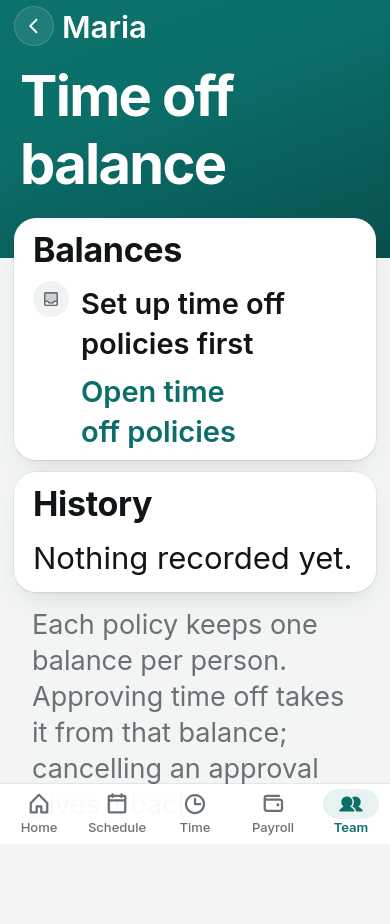 Maria
Time off
balance
Balances
Set up time off
policies first
Open time
off policies
History
Nothing recorded yet.
Each policy keeps one
balance per person.
Approving time off takes
it from that balance;
cancelling an approval
Home
Schedule
Time
Payroll
Team